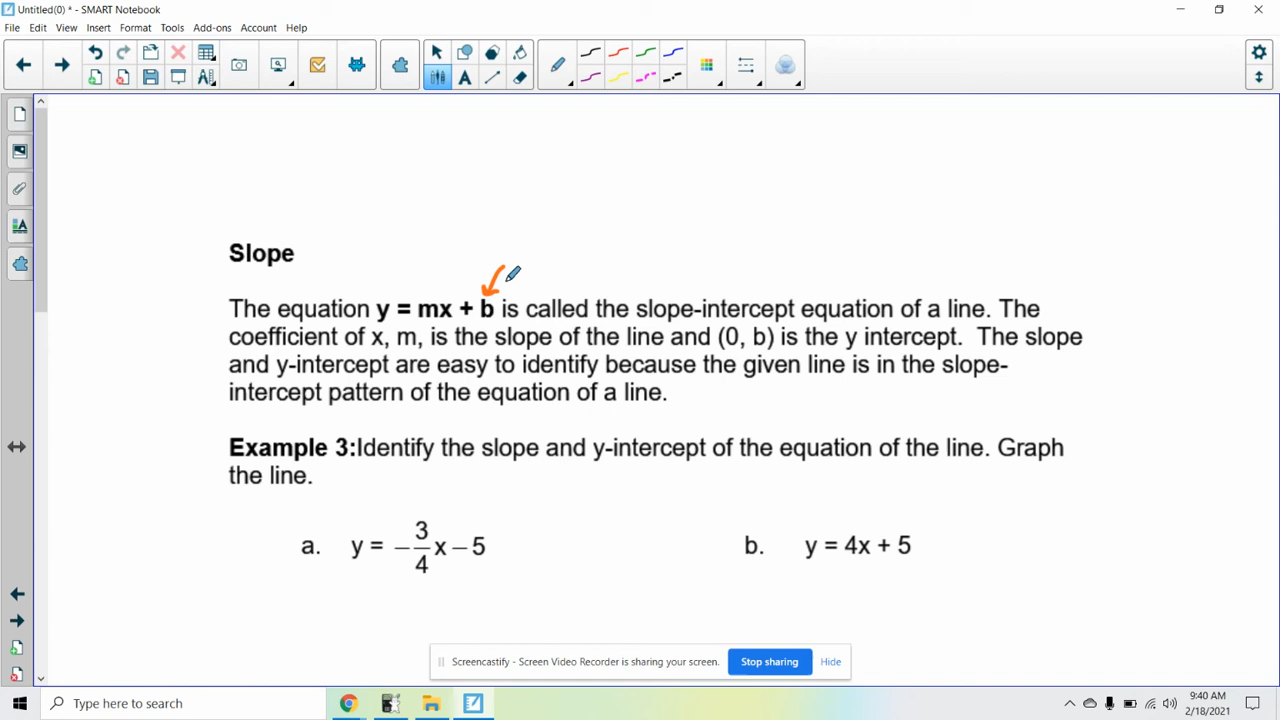 Untitled(0) * - SMART Notebook
File Edit View Insert Format Tools Add-ons Account Help
Slope
The equation y = mx + b is called the slope-intercept equation of a line. The
coefficient of x, m, is the slope of the line and (0, b) is the y intercept. The slope
and y-intercept are easy to identify because the given line is in the slope-
intercept pattern of the equation of a line.
Example 3:Identify the slope and y-intercept of the equation of the line. Graph
the line.
a. y = -3/4x - 5 b. y = 4x + 5
Screencastify - Screen Video Recorder is sharing your screen. Stop sharing Hide
Type here to search
9:40 AM
2/18/2021